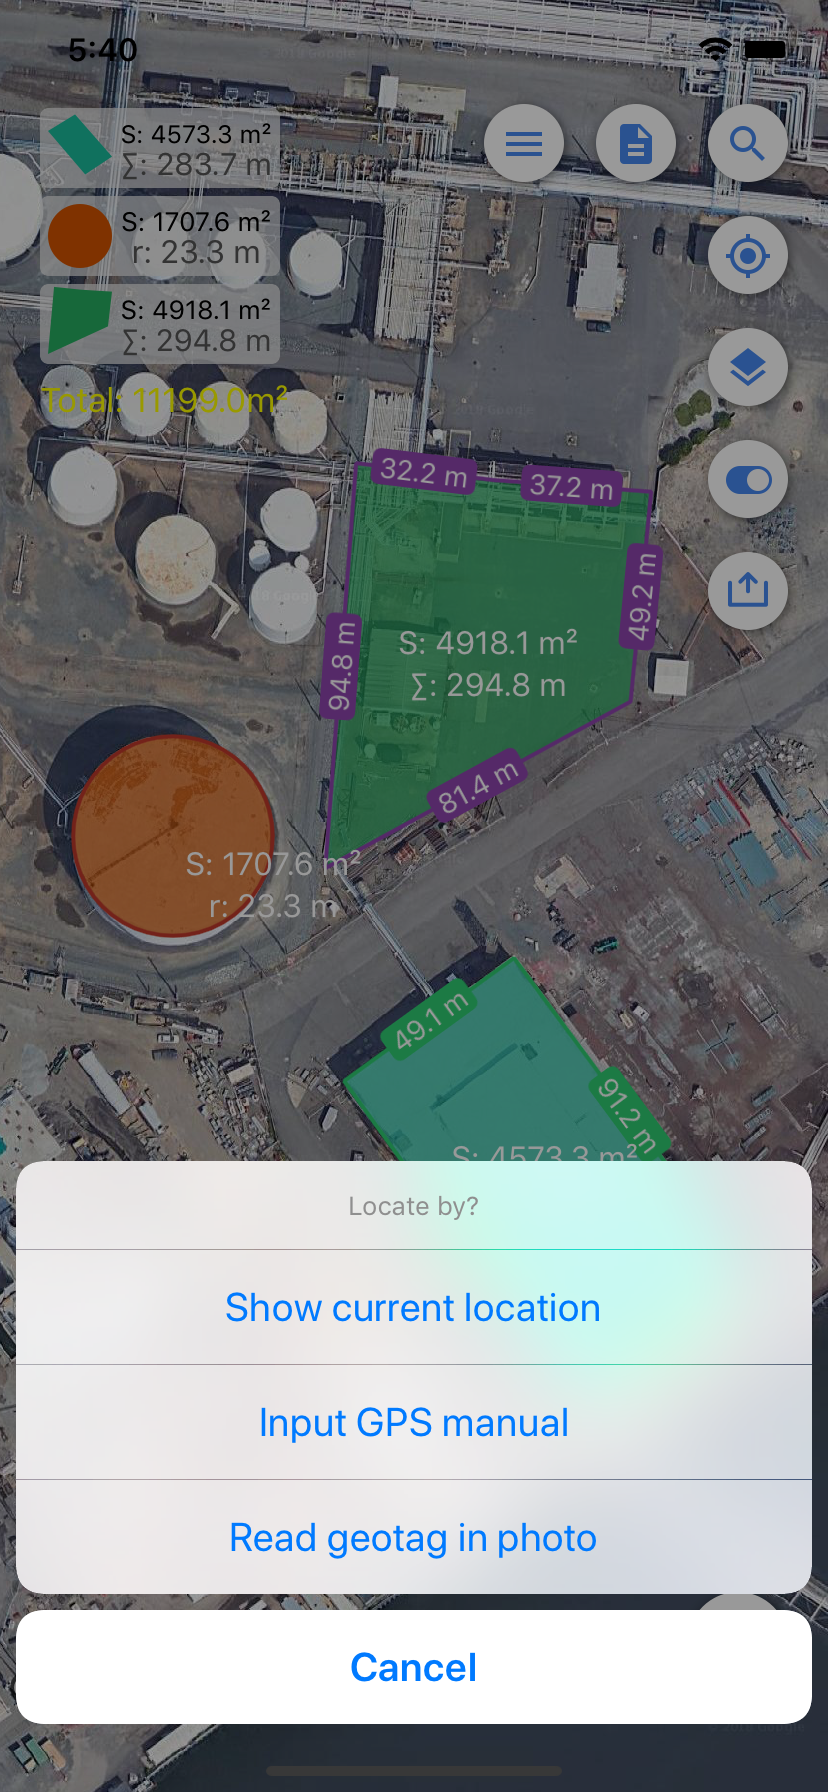 5:40
S: 4573.3 m²
∑: 283.7 m
S: 1707.6 m²
r: 23.3 m
S: 4918.1 m²
∑: 294.8 m
Total: 11199.0m²
32.2 m
37.2 m
49.2 m
94.8 m
S: 4918.1 m²
∑: 294.8 m
81.4 m
S: 1707.6 m²
r: 23.3 m
49.1 m
91.2 m
S: 4573.3 m²
Locate by?
Show current location
Input GPS manual
Read geotag in photo
Cancel